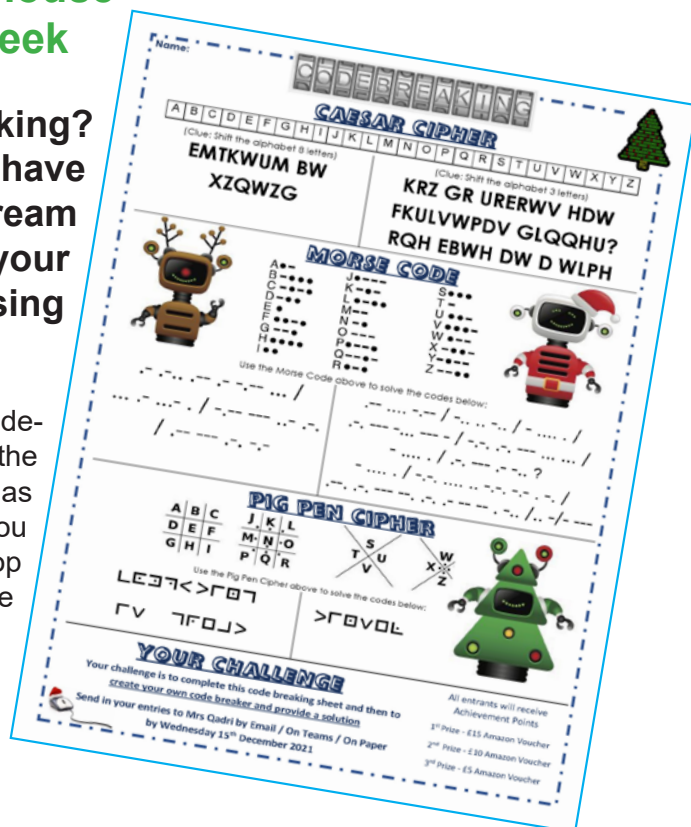 ouse
eek
king?
have
ream
your
sing
de-
the
as
ou
op
e
Name:
CODEBREAKING
CAESAR CIPHER
A B C D E F G H I J K L M N O P Q R S T U V W X Y Z
(Clue: Shift the alphabet 8 letters)
EMTKWUM BW
XZQWZG
(Clue: Shift the alphabet 3 letters)
KRZ GR URERWV HDW
FKULVWPDV GLQQHU?
RQH EBWH DW D WLPH
MORSE CODE
A
B
C
D
E
F
G
H
I
J
K
L
M
N
O
P
Q
R
S
T
U
V
W
X
Y
Z
Use the Morse Code above to solve the codes below:
PIG PEN CIPHER
A B C
D E F
G H I
J K L
M N O
P Q R
S
T U
V
W
X
Z
Use the Pig Pen Cipher above to solve the codes below:
YOUR CHALLENGE
Your challenge is to complete this code breaking sheet and then to
create your own code breaker and provide a solution
Send in your entries to Mrs Qadri by Email / On Teams / On Paper
by Wednesday 15th December 2021
All entrants will receive
Achievement Points
1st Prize - £15 Amazon Voucher
2nd Prize - £10 Amazon Voucher
3rd Prize - £5 Amazon Voucher